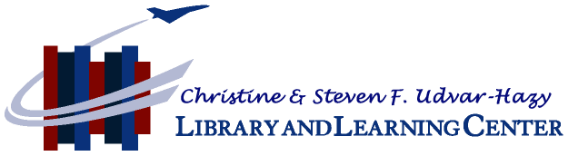 Christine & Steven F. Udvar-Hazy
LIBRARY AND LEARNING CENTER